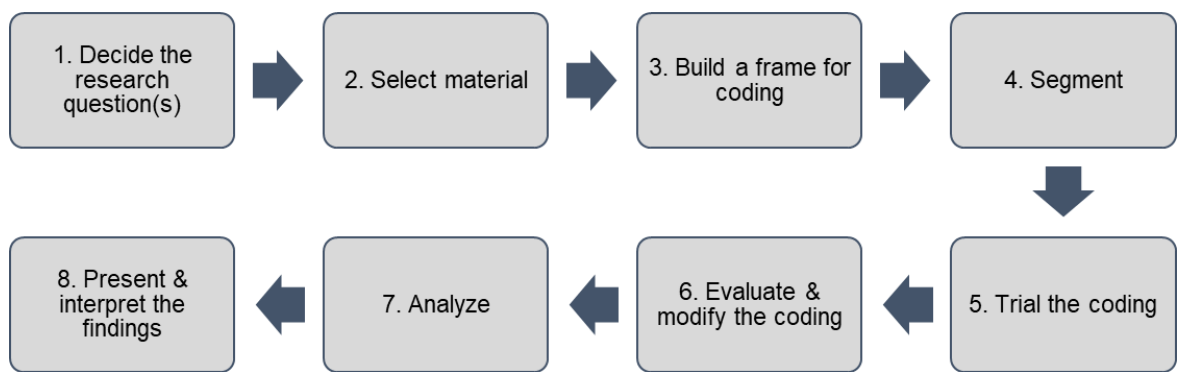 1. Decide the
research
question(s)
2. Select material
3. Build a frame for
coding
4. Segment
5. Trial the coding
6. Evaluate &
modify the coding
7. Analyze
8. Present &
interpret the
findings